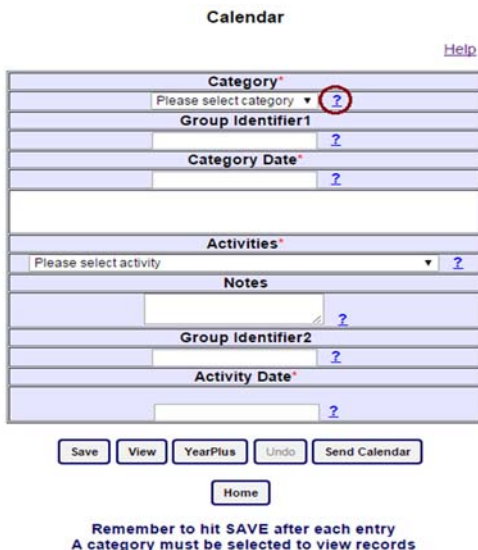 Calendar
Help
Category*
Please select category ?
Group Identifier1
?
Category Date*
?
Activities*
Please select activity ?
Notes
?
Group Identifier2
?
Activity Date*
?
Save View YearPlus Undo Send Calendar
Home
Remember to hit SAVE after each entry
A category must be selected to view records